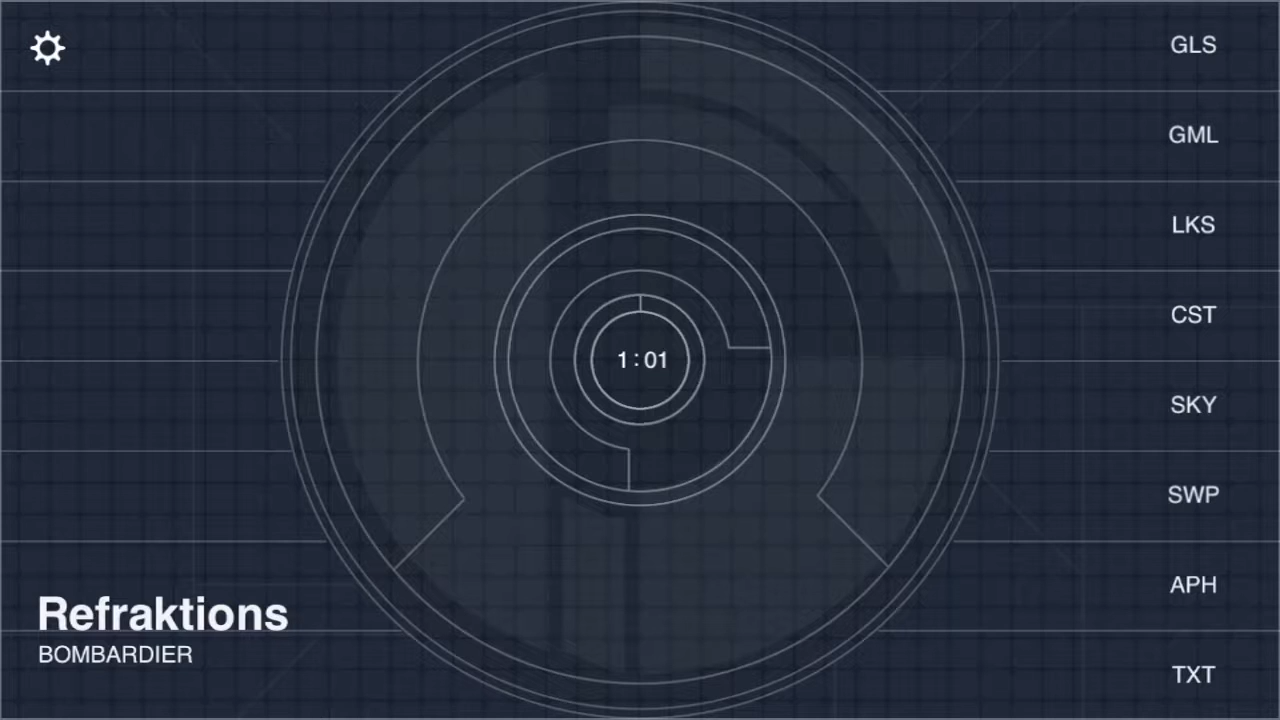 GLS
GML
LKS
CST
1:01
SKY
SWP
APH
Refraktions
BOMBARDIER
TXT